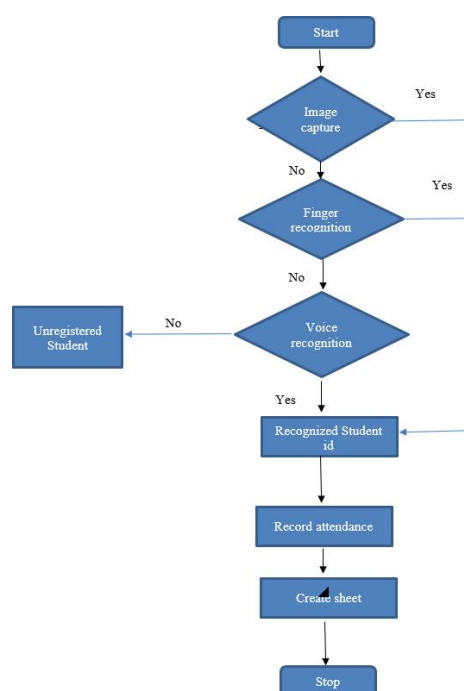 Start
Yes
Image
capture
No
Yes
Finger
recognition
No
Voice
recognition
No
Unregistered
Student
Yes
Recognized Student
id
Record attendance
Create sheet
Stop